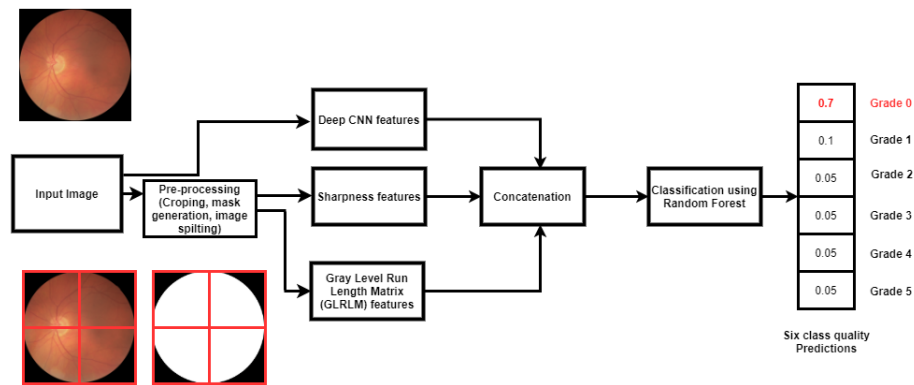 Input Image
Pre-processing
(Croping, mask
generation, image
spilting)
Deep CNN features
Sharpness features
Gray Level Run
Length Matrix
(GLRLM) features
Concatenation
Classification using
Random Forest
0.7 Grade 0
0.1 Grade 1
0.05 Grade 2
0.05 Grade 3
0.05 Grade 4
0.05 Grade 5
Six class quality
Predictions